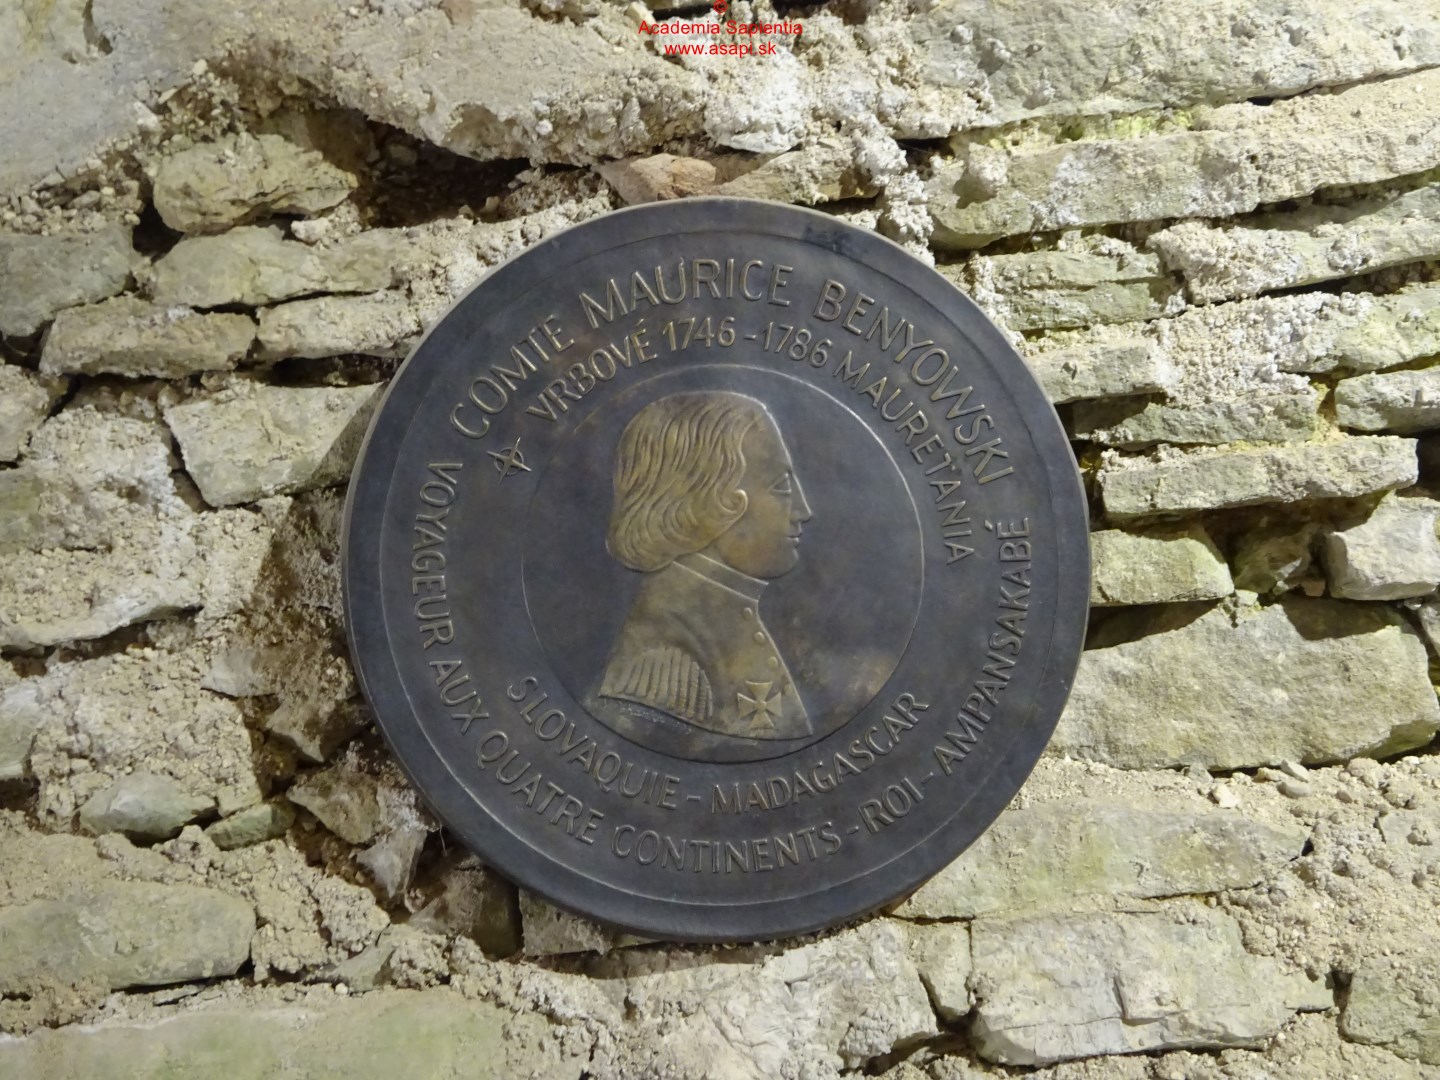 Academia Sapientia
www.asapi.sk
COMTE MAURICE BENYOWSKI
VRBOVÉ 1746 - 1786 MAURETANIA
SLOVAQUIE - MADAGASCAR
VOYAGEUR AUX QUATRE CONTINENTS - ROI - AMPANSAKABÉ